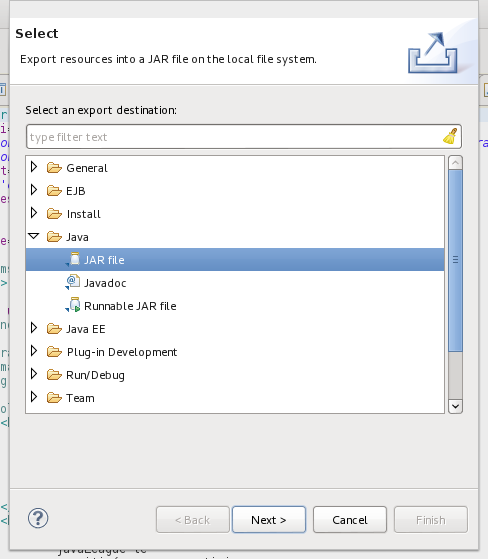 Select
Export resources into a JAR file on the local file system.
Select an export destination:
type filter text
General
EJB
Install
Java
JAR file
Javadoc
Runnable JAR file
Java EE
Plug-in Development
Run/Debug
Team
< Back
Next >
Cancel
Finish